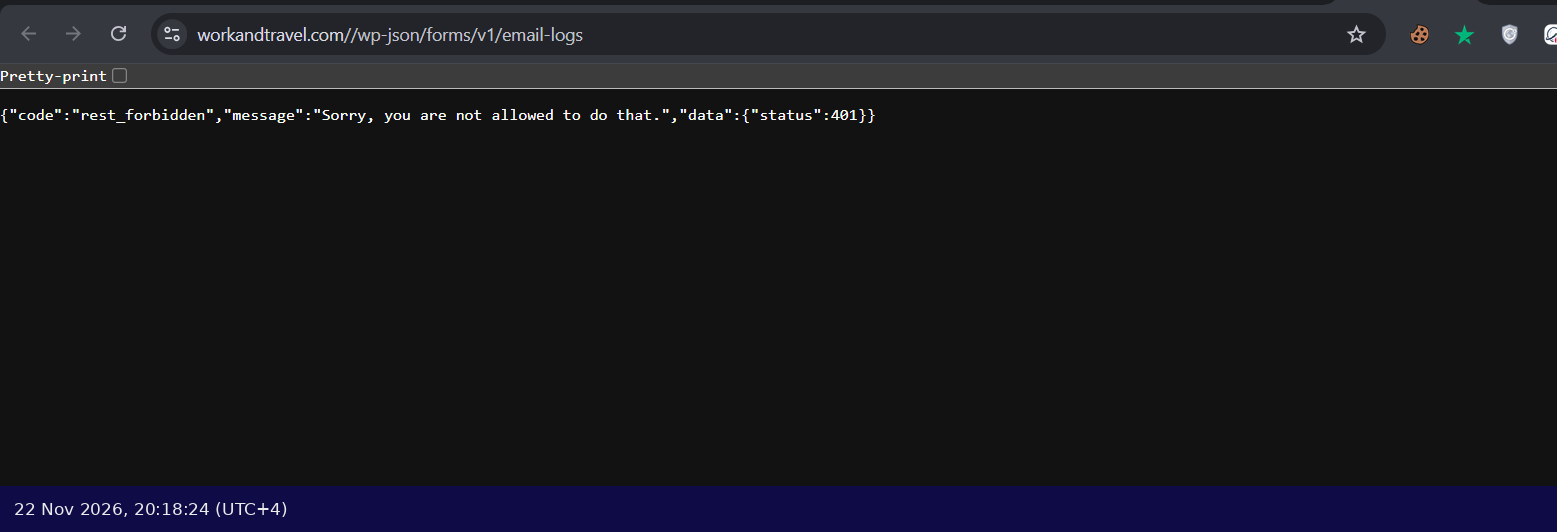 workandtravel.com//wp-json/forms/v1/email-logs
Pretty-print
{"code":"rest_forbidden","message":"Sorry, you are not allowed to do that.","data":{"status":401}}
22 Nov 2026, 20:18:24 (UTC+4)